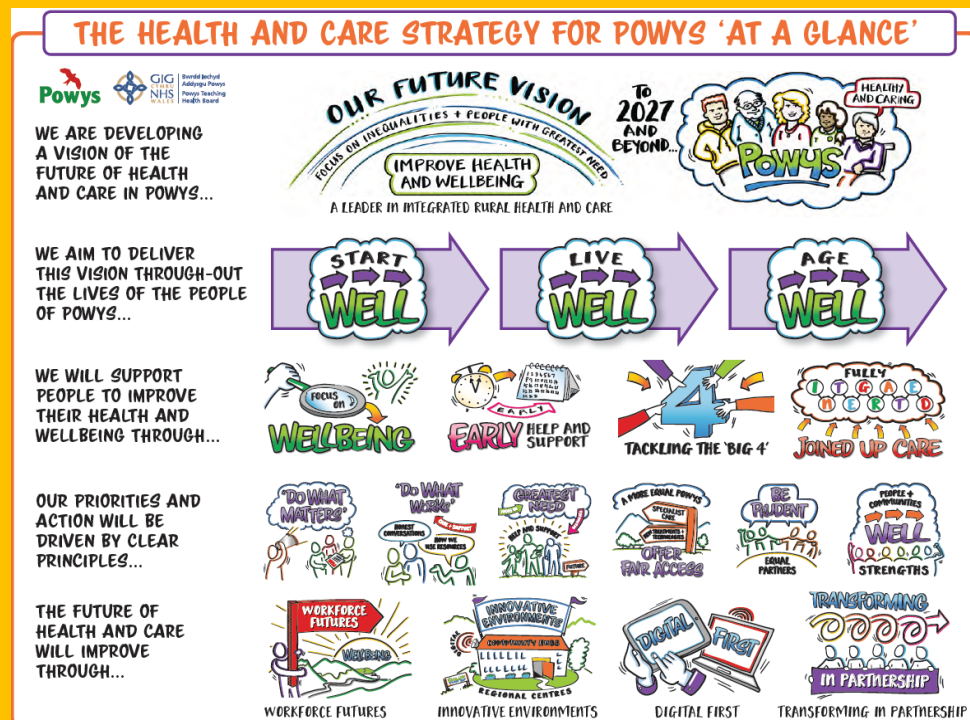 THE HEALTH AND CARE STRATEGY FOR POWYS 'AT A GLANCE'
Powys
GIG
CYMRU
NHS
WALES
Bwrdd Iechyd
Addysgu Powys
Powys Teaching
Health Board
WE ARE DEVELOPING
A VISION OF THE
FUTURE OF HEALTH
AND CARE IN POWYS...
OUR FUTURE VISION
FOCUS ON INEQUALITIES + PEOPLE WITH GREATEST NEED
IMPROVE HEALTH
AND WELLBEING
A LEADER IN INTEGRATED RURAL HEALTH AND CARE
TO
2027
AND
BEYOND...
HEALTHY
AND CARING
POWYS
WE AIM TO DELIVER
THIS VISION THROUGH-OUT
THE LIVES OF THE PEOPLE
OF POWYS...
START
WELL
LIVE
WELL
AGE
WELL
WE WILL SUPPORT
PEOPLE TO IMPROVE
THEIR HEALTH AND
WELLBEING THROUGH...
FOCUS
ON
WELLBEING
EARLY
EARLY HELP AND
SUPPORT
4
TACKLING THE 'BIG 4'
FULLY
INTEGRATED
JOINED UP CARE
OUR PRIORITIES AND
ACTION WILL BE
DRIVEN BY CLEAR
PRINCIPLES...
'DO WHAT
MATTERS'
'DO WHAT
WORKS'
HONEST
CONVERSATIONS
HOW WE
USE RESOURCES
GREATEST
NEED
HELP AND SUPPORT
FUTURE
A MORE EQUAL POWYS
SPECIALIST
CARE
TREATMENTS +
TECHNOLOGIES
OFFER
FAIR ACCESS
BE
PRUDENT
EQUAL
PARTNERS
PEOPLE +
COMMUNITIES
WELL
STRENGTHS
THE FUTURE OF
HEALTH AND CARE
WILL IMPROVE
THROUGH...
WORKFORCE
FUTURES
WELLBEING
WORKFORCE FUTURES
INNOVATIVE
ENVIRONMENTS
COMMUNITY HUBS
REGIONAL CENTRES
INNOVATIVE ENVIRONMENTS
DIGITAL
FIRST
DIGITAL FIRST
TRANSFORMING
IN PARTNERSHIP
TRANSFORMING IN PARTNERSHIP